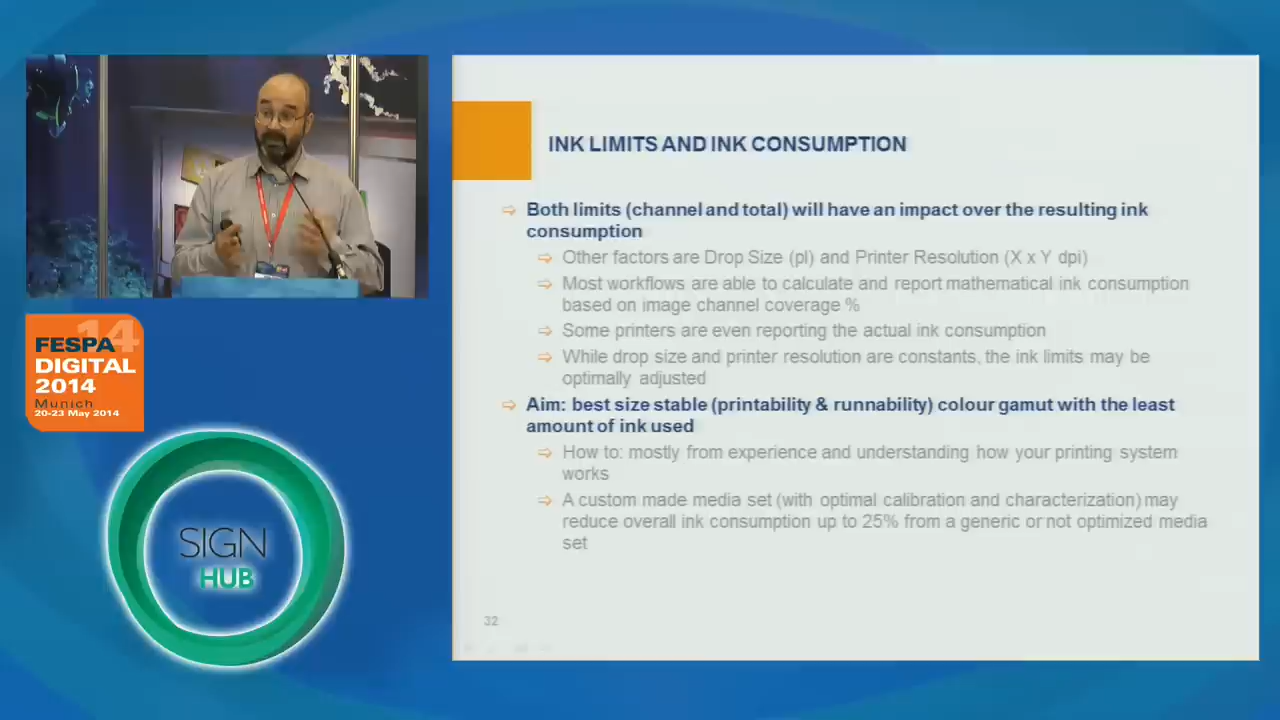 INK LIMITS AND INK CONSUMPTION
Both limits (channel and total) will have an impact over the resulting ink
consumption
Other factors are Drop Size (pl) and Printer Resolution (X x Y dpi)
Most workflows are able to calculate and report mathematical ink consumption
based on image channel coverage %
Some printers are even reporting the actual ink consumption
While drop size and printer resolution are constants, the ink limits may be
optimally adjusted
Aim: best size stable (printability & runnability) colour gamut with the least
amount of ink used
How to: mostly from experience and understanding how your printing system
works
A custom made media set (with optimal calibration and characterization) may
reduce overall ink consumption up to 25% from a generic or not optimized media
set
32
14
FESPA
DIGITAL
2014
Munich
20-23 May 2014
SIGN
HUB